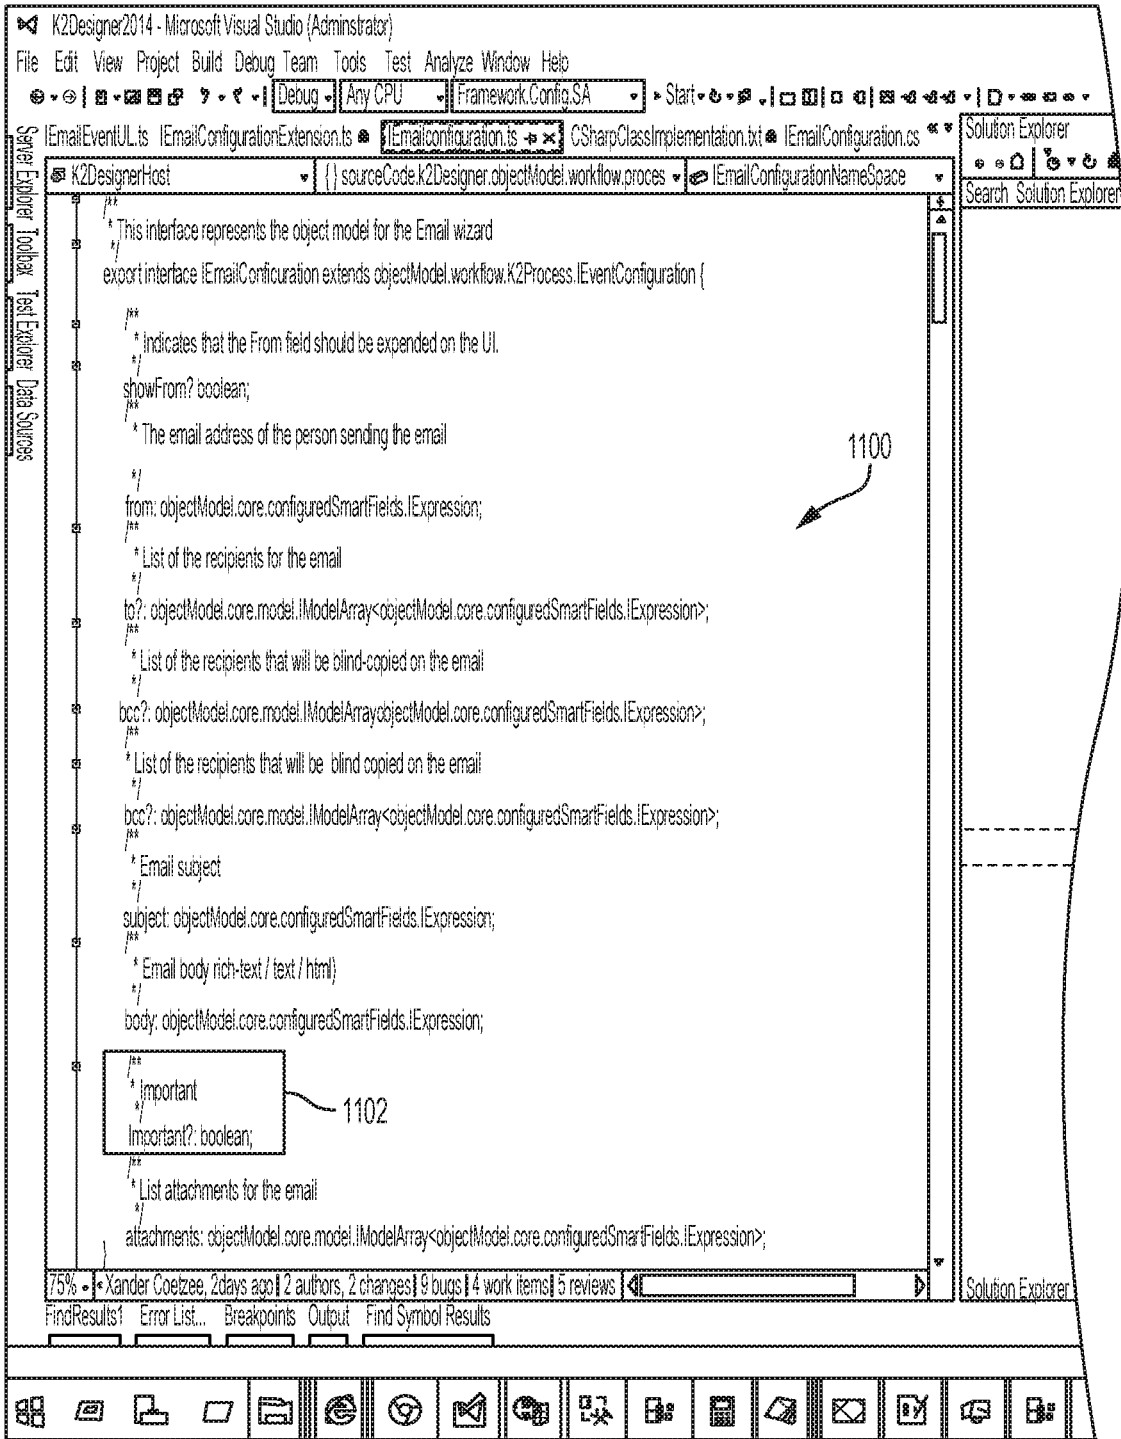 K2Designer2014 - Microsoft Visual Studio (Adminstrator)
File Edit View Project Build Debug Team Tools Test Analyze Window Help
Debug Any CPU Framework.Config.SA Start
IEmailEventUL.ts IEmailConfigurationExtension.ts IEmailconfiguration.ts CSharpClassImplementation.txt IEmailConfiguration.cs
Solution Explorer
K2DesignerHost {} sourceCode.k2Designer.objectModel.workflow.proces IEmailConfigurationNameSpace
Search Solution Explorer
Server Explorer Toolbax Test Explorer Data Sources
/**
* This interface represents the object model for the Email wizard
*/
export interface IEmailConficuration extends objectModel.workflow.K2Process.IEventConfiguration {
/**
* Indicates that the From field should be expended on the UI.
*/
showFrom? boolean;
/**
* The email address of the person sending the email
*/
from: objectModel.core.configuredSmartFields.IExpression;
/**
* List of the recipients for the email
*/
to?: objectModel.core.model.IModelArray<objectModel.core.configuredSmartFields.IExpression>;
/**
* List of the recipients that will be blind-copied on the email
*/
bcc?: objectModel.core.model.IModelArrayobjectModel.core.configuredSmartFields.IExpression>;
/**
* List of the recipients that will be blind copied on the email
*/
bcc?: objectModel.core.model.IModelArray<objectModel.core.configuredSmartFields.IExpression>;
/**
* Email subject
*/
subject: objectModel.core.configuredSmartFields.IExpression;
/**
* Email body rich-text / text / html)
*/
body: objectModel.core.configuredSmartFields.IExpression;
/**
* Important
*/
Important?: boolean;
/**
* List attachments for the email
*/
attachments: objectModel.core.model.IModelArray<objectModel.core.configuredSmartFields.IExpression>;
}
1100
1102
75% Xander Coetzee, 2days ago 2 authors, 2 changes 9 bugs 4 work items 5 reviews
Solution Explorer
FindResults1 Error List... Breakpoints Output Find Symbol Results